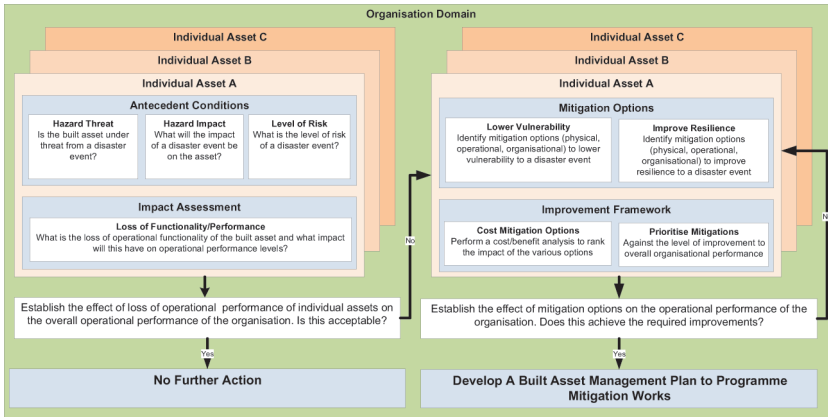 Organisation Domain
Individual Asset C
Individual Asset B
Individual Asset A
Antecedent Conditions
Hazard Threat
Is the built asset under
threat from a disaster
event?
Hazard Impact
What will the impact
of a disaster event be
on the asset?
Level of Risk
What is the level of risk
of a disaster event?
Impact Assessment
Loss of Functionality/Performance
What is the loss of operational functionality of the built asset and what impact
will this have on operational performance levels?
Establish the effect of loss of operational performance of individual assets on
the overall operational performance of the organisation. Is this acceptable?
No
Yes
No Further Action
Individual Asset C
Individual Asset B
Individual Asset A
Mitigation Options
Lower Vulnerability
Identify mitigation options (physical,
operational, organisational) to lower
vulnerability to a disaster event
Improve Resilience
Identify mitigation options
(physical, operational,
organisational) to improve
resilience to a disaster event
Improvement Framework
Cost Mitigation Options
Perform a cost/benefit analysis to rank
the impact of the various options
Prioritise Mitigations
Against the level of improvement to
overall organisational performance
Establish the effect of mitigation options on the operational performance of the
organisation. Does this achieve the required improvements?
Yes
Develop A Built Asset Management Plan to Programme
Mitigation Works